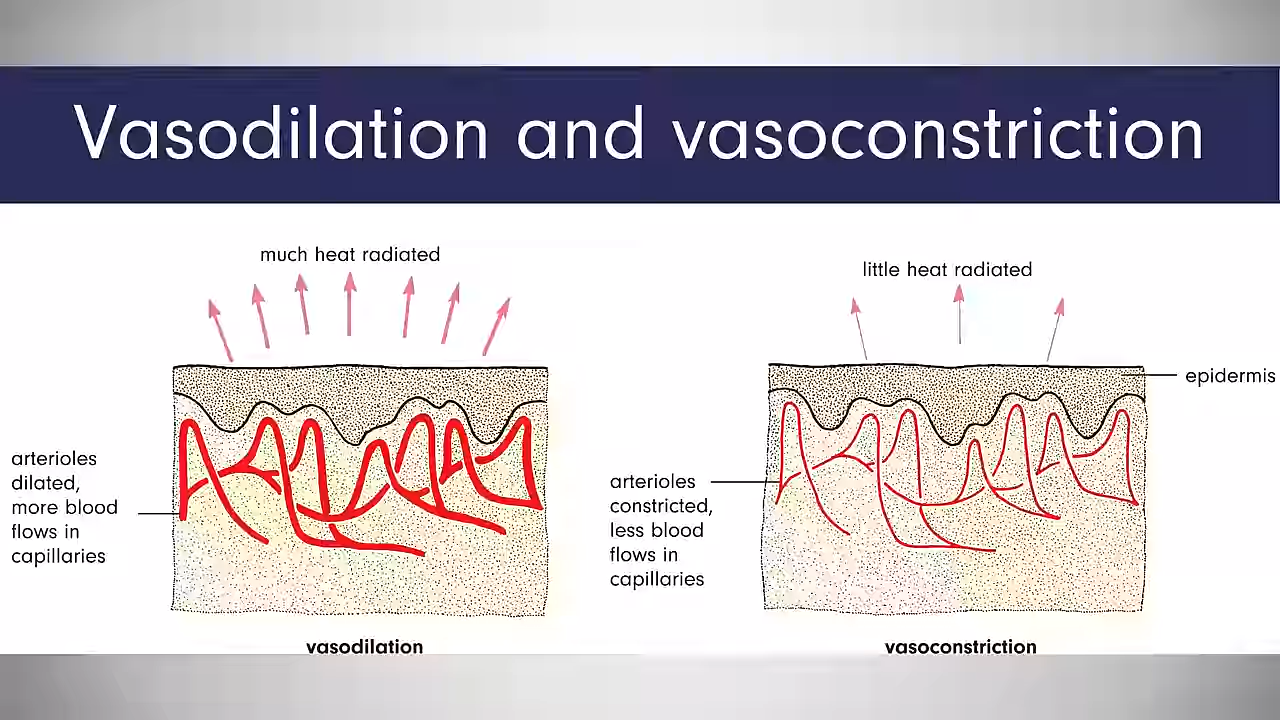 Vasodilation and vasoconstriction
much heat radiated
arterioles
dilated,
more blood
flows in
capillaries
vasodilation
little heat radiated
epidermis
arterioles
constricted,
less blood
flows in
capillaries
vasoconstriction